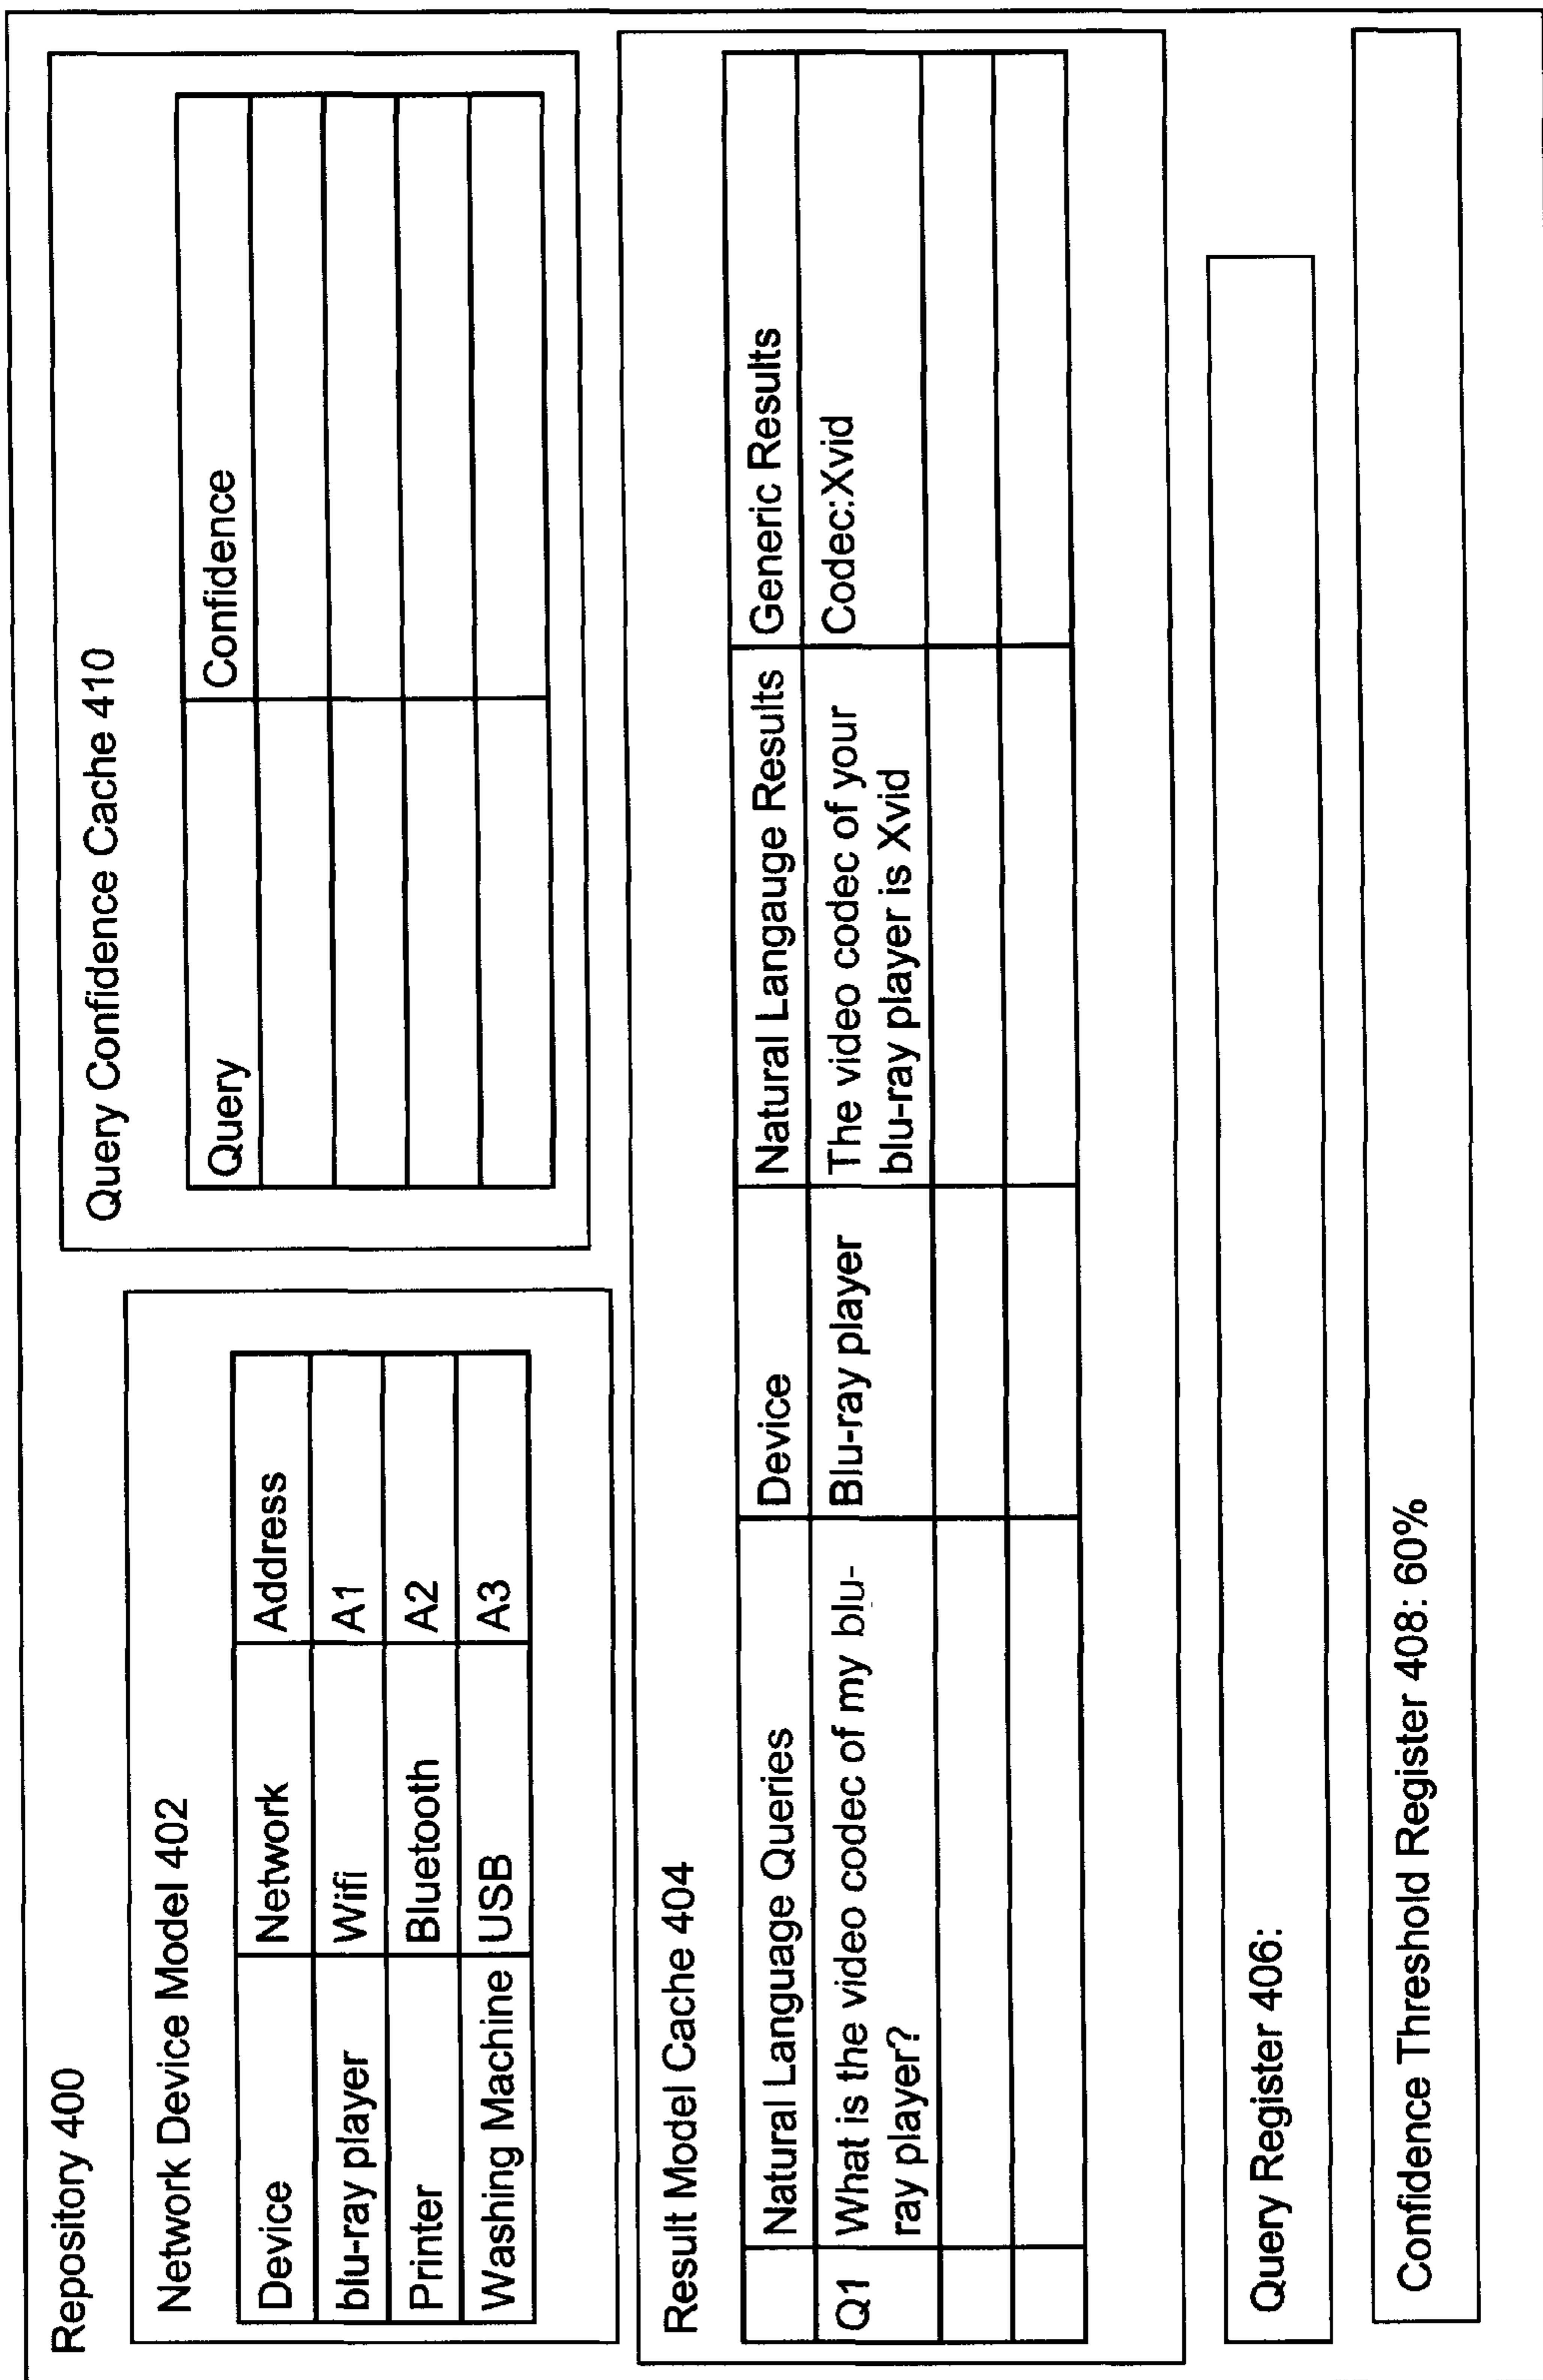 Repository 400
Network Device Model 402
Device Network Address
blu-ray player Wifi A1
Printer Bluetooth A2
Washing Machine USB A3
Query Confidence Cache 410
Query Confidence
Result Model Cache 404
Natural Language Queries Device Natural Langauge Results Generic Results
Q1 What is the video codec of my blu- Blu-ray player The video codec of your Codec:Xvid
ray player? blu-ray player is Xvid
Query Register 406:
Confidence Threshold Register 408: 60%